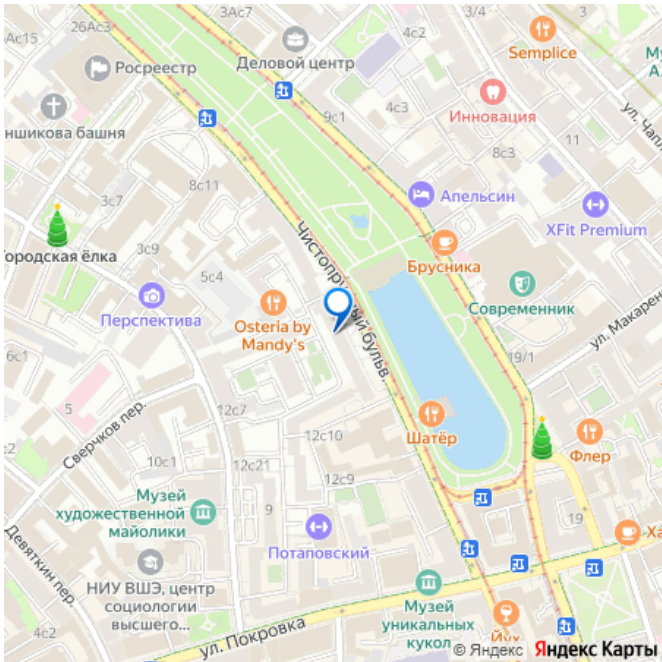 26Ас3
3Ас7
3/4
Semplice
Ас15
Росреестр
Деловой центр
4с3
Инновация
ул. Чапл
ншикова башня
9с1
11
8с3
8с11
3с7
Апельсин
XFit Premium
Городская ёлка
3с9
5с4
Чистопрудный бульв.
Брусника
Современник
Перспектива
Osteria by
Mandy's
ул. Макарен
6с1
19/1
5
12с7
Сверчков пер.
12с10
Шатёр
Флер
10с1
12с21
12с9
Музей
художественной
майолики
9
19
Потаповский
Девяткин пер.
НИУ ВШЭ, центр
социологии
высшего...
Музей
уникальных
кукол
4с2
ул. Покровка
© Яндекс Яндекс Карты